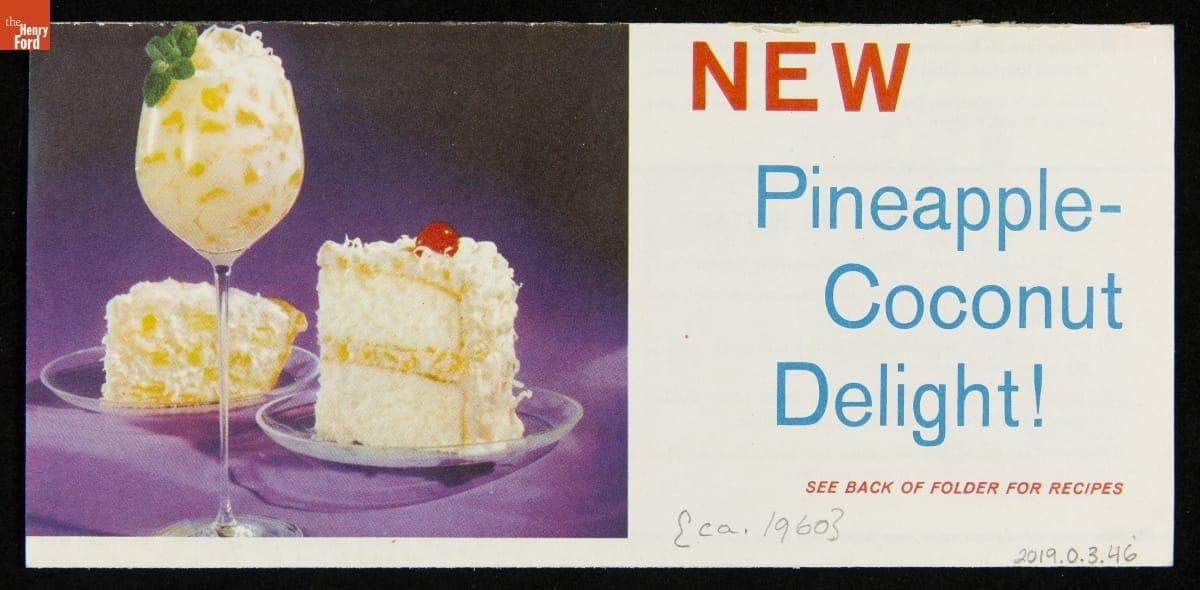 the
Henry
Ford
NEW
Pineapple-
Coconut
Delight!
SEE BACK OF FOLDER FOR RECIPES
{ca. 1960}
2019.0.3.46